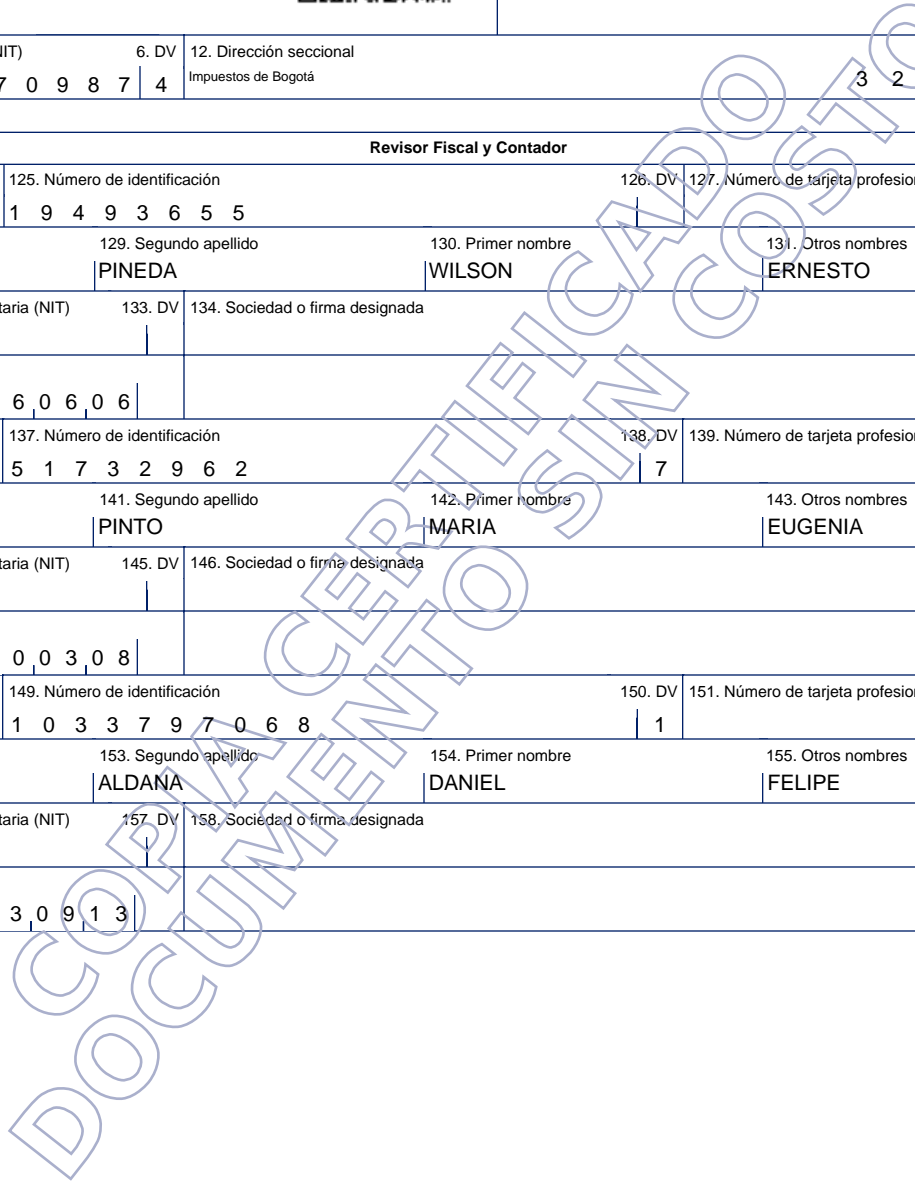 6. DV 12. Dirección seccional
0 9 8 7 4 Impuestos de Bogotá 3 2
Revisor Fiscal y Contador
125. Número de identificación 126. DV 127. Número de tarjeta
1 9 4 9 3 6 5 5
129. Segundo apellido 130. Primer nombre 131. Otros nombres
PINEDA WILSON ERNESTO
(NIT) 133. DV 134. Sociedad o firma designada
6 0 6 0 6
137. Número de identificación 138. DV 139. Número de tarjeta
5 1 7 3 2 9 6 2 7
141. Segundo apellido 142. Primer nombre 143. Otros nombres
PINTO MARIA EUGENIA
(NIT) 145. DV 146. Sociedad o firma designada
0 0 3 0 8
149. Número de identificación 150. DV 151. Número de tarjeta
1 0 3 3 7 9 7 0 6 8 1
153. Segundo apellido 154. Primer nombre 155. Otros nombres
ALDANA DANIEL FELIPE
(NIT) 157. DV 158. Sociedad o firma designada
3 0 9 1 3
COPIA CERTIFICADO
DOCUMENTO SIN COSTO